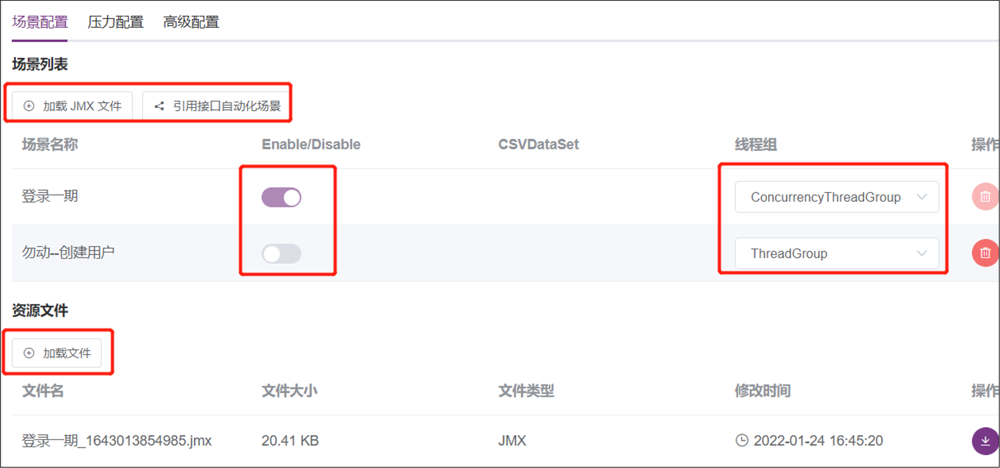 场景配置 压力配置 高级配置
场景列表
加载 JMX 文件 引用接口自动化场景
场景名称 Enable/Disable CSVDataSet 线程组 操作
登录一期 ConcurrencyThreadGroup
勿动--创建用户 ThreadGroup
资源文件
加载文件
文件名 文件大小 文件类型 修改时间 操作
登录一期_1643013854985.jmx 20.41 KB JMX 2022-01-24 16:45:20